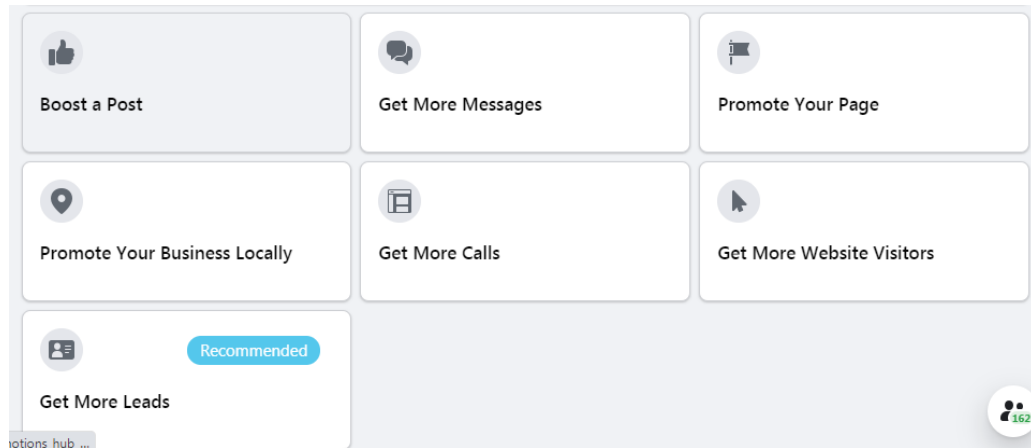 Boost a Post
Get More Messages
Promote Your Page
Promote Your Business Locally
Get More Calls
Get More Website Visitors
Recommended
Get More Leads
162
notions_hub_...